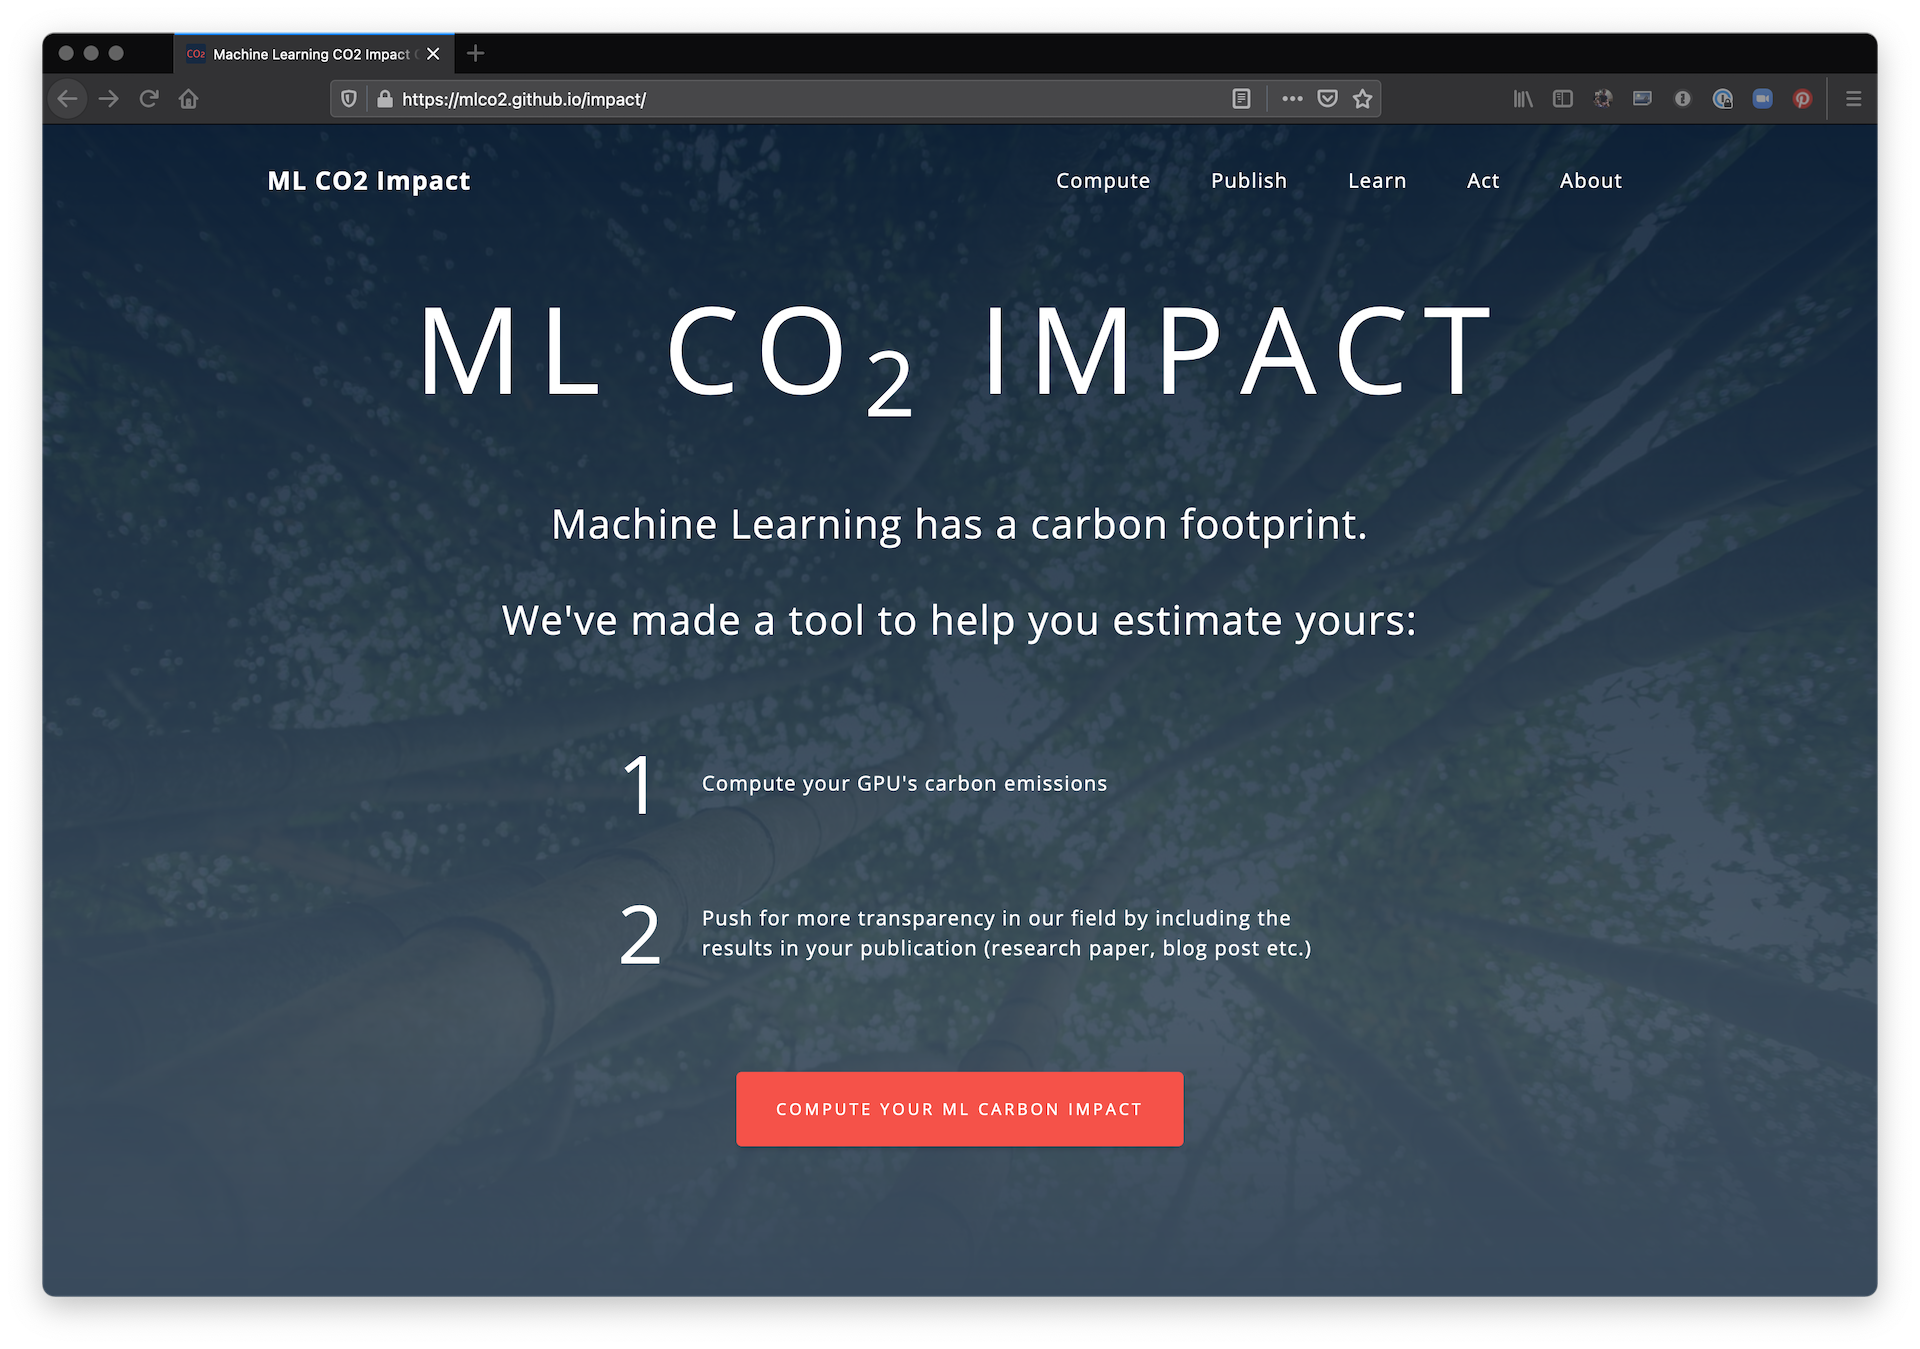 CO2 Machine Learning CO2 Impact
https://mlco2.github.io/impact/
ML CO2 Impact
Compute Publish Learn Act About
ML CO₂ IMPACT
Machine Learning has a carbon footprint.
We've made a tool to help you estimate yours:
1 Compute your GPU's carbon emissions
2 Push for more transparency in our field by including the
results in your publication (research paper, blog post etc.)
COMPUTE YOUR ML CARBON IMPACT